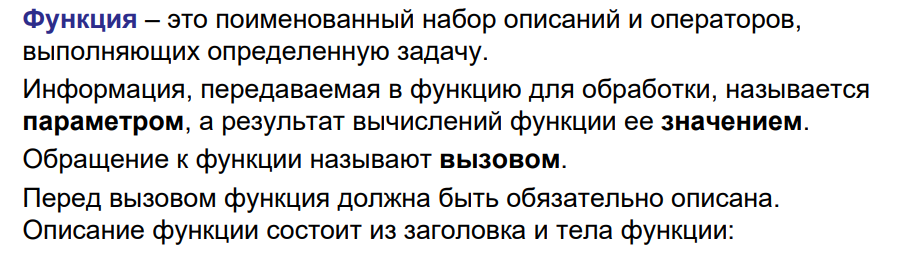 Функция – это поименованный набор описаний и операторов,
выполняющих определенную задачу.
Информация, передаваемая в функцию для обработки, называется
параметром, а результат вычислений функции ее значением.
Обращение к функции называют вызовом.
Перед вызовом функция должна быть обязательно описана.
Описание функции состоит из заголовка и тела функции: